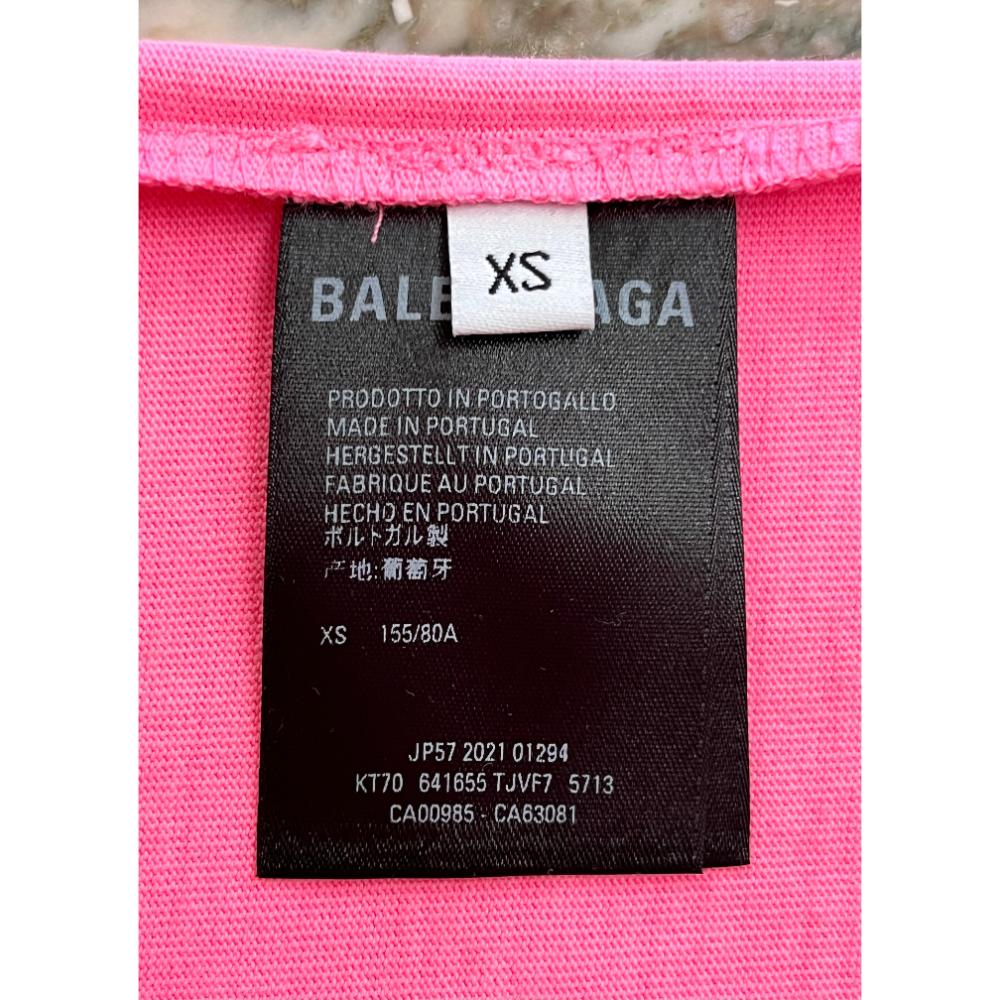 XS
BALE AGA
PRODOTTO IN PORTOGALLO
MADE IN PORTUGAL
HERGESTELLT IN PORTUGAL
FABRIQUE AU PORTUGAL
HECHO EN PORTUGAL
ポルトガル製
产地:葡萄牙
XS 155/80A
JP57 2021 01294
KT70 641655 TJVF7 5713
CA00985 - CA63081